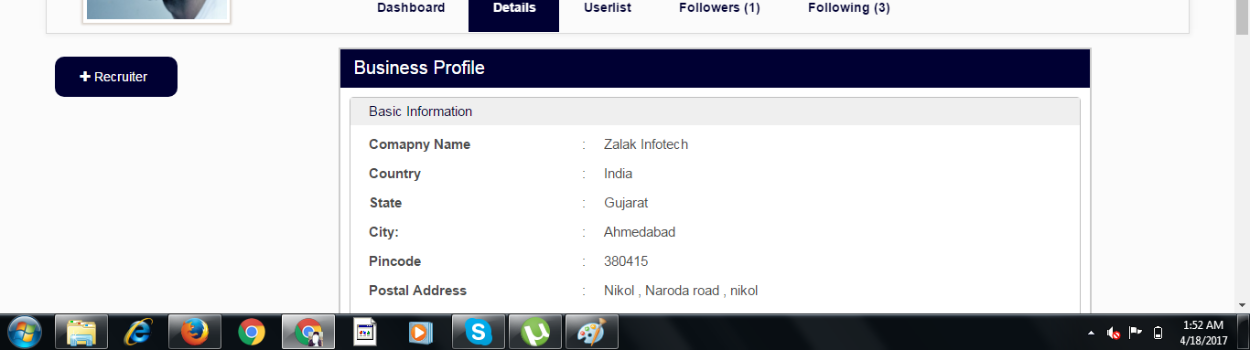 Dashboard Details Userlist Followers (1) Following (3)
+ Recruiter
Business Profile
Basic Information
Comapny Name : Zalak Infotech
Country : India
State : Gujarat
City: : Ahmedabad
Pincode : 380415
Postal Address : Nikol , Naroda road , nikol
1:52 AM
4/18/2017